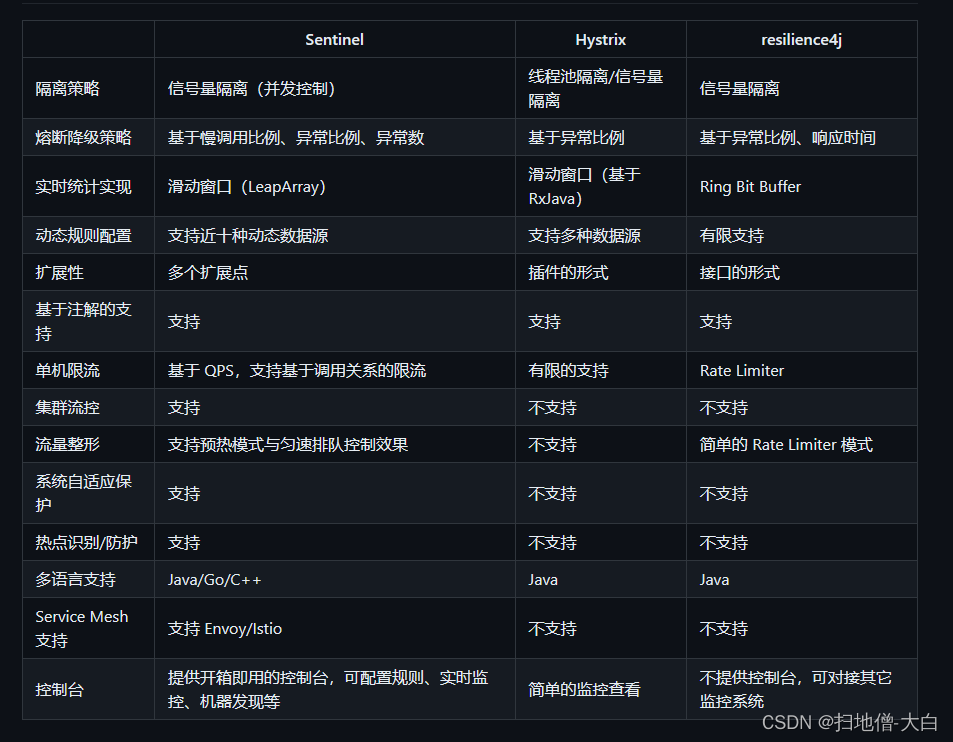 Sentinel Hystrix resilience4j
隔离策略 信号量隔离（并发控制） 线程池隔离/信号量
隔离 信号量隔离
熔断降级策略 基于慢调用比例、异常比例、异常数 基于异常比例 基于异常比例、响应时间
实时统计实现 滑动窗口（LeapArray） 滑动窗口（基于
RxJava） Ring Bit Buffer
动态规则配置 支持近十种动态数据源 支持多种数据源 有限支持
扩展性 多个扩展点 插件的形式 接口的形式
基于注解的支
持 支持 支持 支持
单机限流 基于 QPS，支持基于调用关系的限流 有限的支持 Rate Limiter
集群流控 支持 不支持 不支持
流量整形 支持预热模式与匀速排队控制效果 不支持 简单的 Rate Limiter 模式
系统自适应保
护 支持 不支持 不支持
热点识别/防护 支持 不支持 不支持
多语言支持 Java/Go/C++ Java Java
Service Mesh
支持 支持 Envoy/Istio 不支持 不支持
控制台 提供开箱即用的控制台，可配置规则、实时监
控、机器发现等 简单的监控查看 不提供控制台，可对接其它
监控系统
CSDN @扫地僧-大白